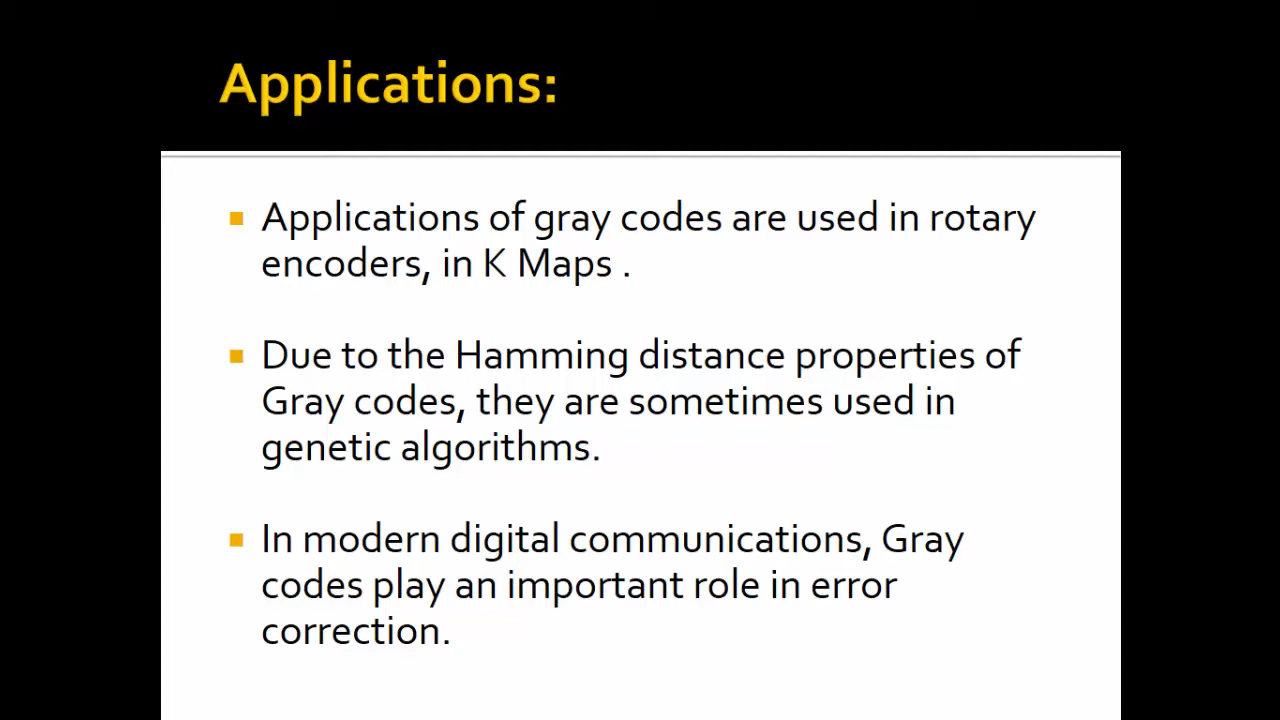 Applications:
Applications of gray codes are used in rotary
encoders, in K Maps .
Due to the Hamming distance properties of
Gray codes, they are sometimes used in
genetic algorithms.
In modern digital communications, Gray
codes play an important role in error
correction.